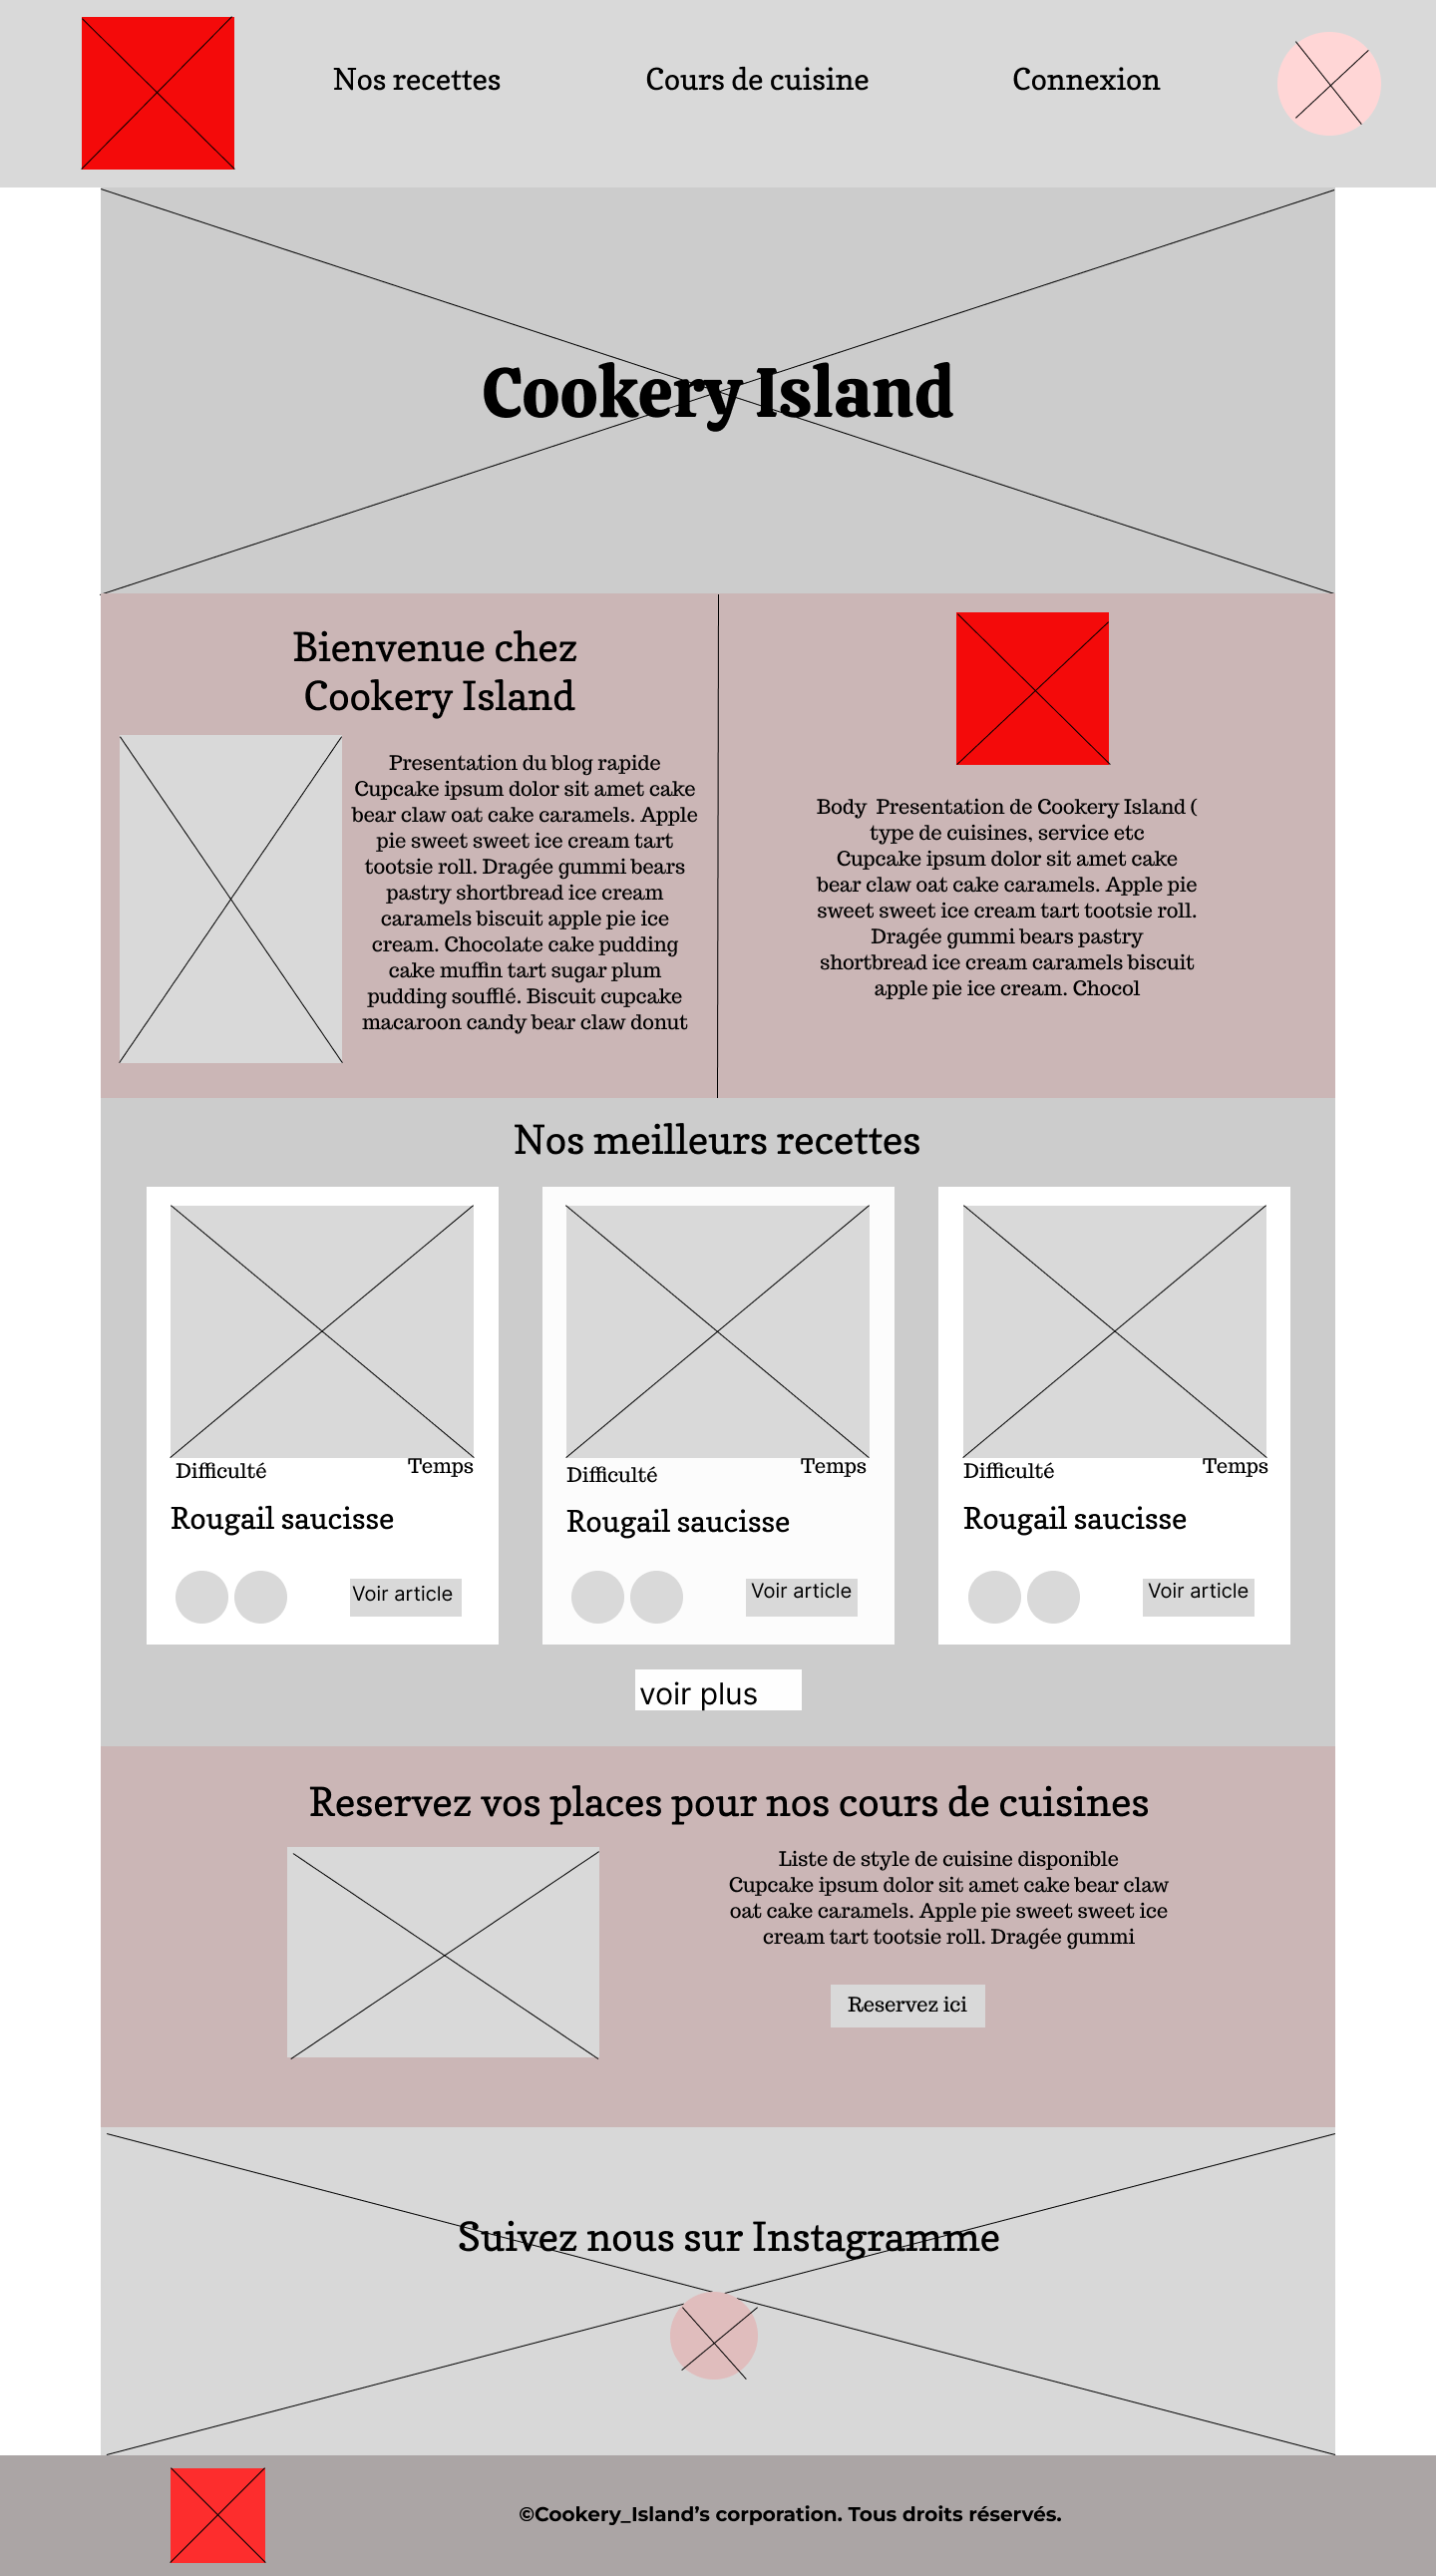 Nos recettes
Cours de cuisine
Connexion
Cookery Island
Bienvenue chez
Cookery Island
Presentation du blog rapide
Cupcake ipsum dolor sit amet cake
bear claw oat cake caramels. Apple
pie sweet sweet ice cream tart
tootsie roll. Dragée gummi bears
pastry shortbread ice cream
caramels biscuit apple pie ice
cream. Chocolate cake pudding
cake muffin tart sugar plum
pudding soufflé. Biscuit cupcake
macaroon candy bear claw donut
Body  Presentation de Cookery Island (
type de cuisines, service etc
Cupcake ipsum dolor sit amet cake
bear claw oat cake caramels. Apple pie
sweet sweet ice cream tart tootsie roll.
Dragée gummi bears pastry
shortbread ice cream caramels biscuit
apple pie ice cream. Chocol
Nos meilleurs recettes
Difficulté
Temps
Rougail saucisse
Voir article
Difficulté
Temps
Rougail saucisse
Voir article
Difficulté
Temps
Rougail saucisse
Voir article
voir plus
Reservez vos places pour nos cours de cuisines
Liste de style de cuisine disponible
Cupcake ipsum dolor sit amet cake bear claw
oat cake caramels. Apple pie sweet sweet ice
cream tart tootsie roll. Dragée gummi
Reservez ici
Suivez nous sur Instagramme
©Cookery_Island’s corporation. Tous droits réservés.